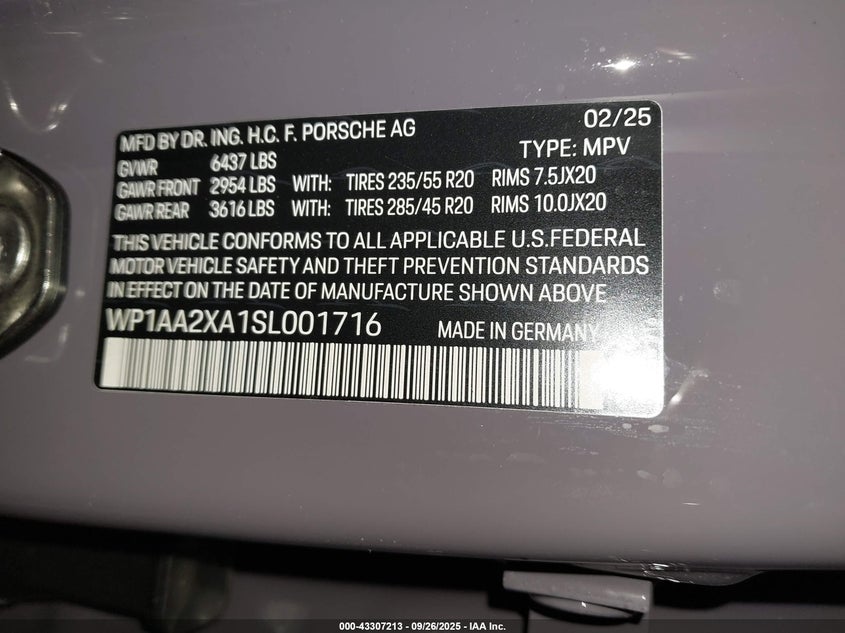 MFD BY DR. ING. H.C. F. PORSCHE AG 02/25
GVWR 6437 LBS TYPE: MPV
GAWR FRONT 2954 LBS WITH: TIRES 235/55 R20 RIMS 7.5JX20
GAWR REAR 3616 LBS WITH: TIRES 285/45 R20 RIMS 10.0JX20
THIS VEHICLE CONFORMS TO ALL APPLICABLE U.S.FEDERAL
MOTOR VEHICLE SAFETY AND THEFT PREVENTION STANDARDS
IN EFFECT ON THE DATE OF MANUFACTURE SHOWN ABOVE
WP1AA2XA1SL001716 MADE IN GERMANY
000-43307213 - 09/26/2025 - IAA Inc.